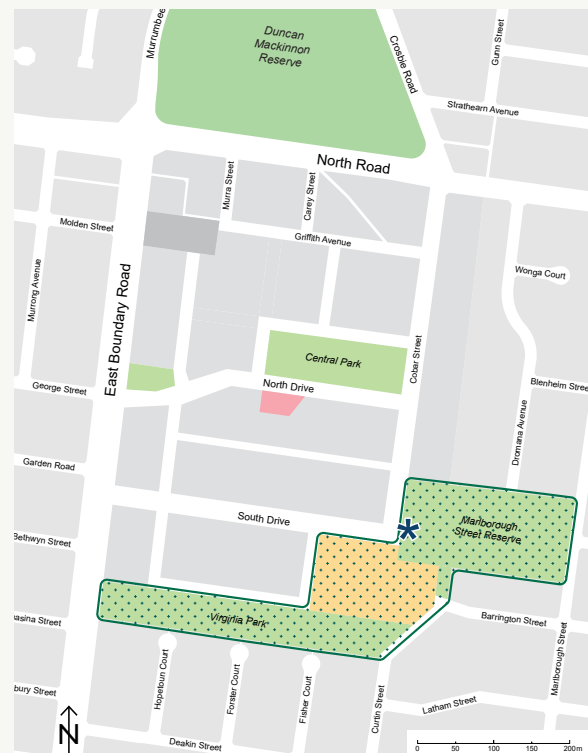 Murrumbee
Duncan
Mackinnon
Reserve
Crosbie Road
Gunn Street
Strathearn Avenue
North Road
Murra Street
Carey Street
Molden Street
Griffith Avenue
Murrong Avenue
East Boundary Road
Wonga Court
Cobar Street
Central Park
North Drive
George Street
Blenheim Stree
Dromana Avenue
Garden Road
South Drive
Marlborough
Street Reserve
Bethwyn Street
Virginia Park
asina Street
Barrington Street
Marlborough Street
Hopetoun Court
Forster Court
Fisher Court
Curtin Street
bury Street
Latham Street
N
Deakin Street
0 50 100 150 200m